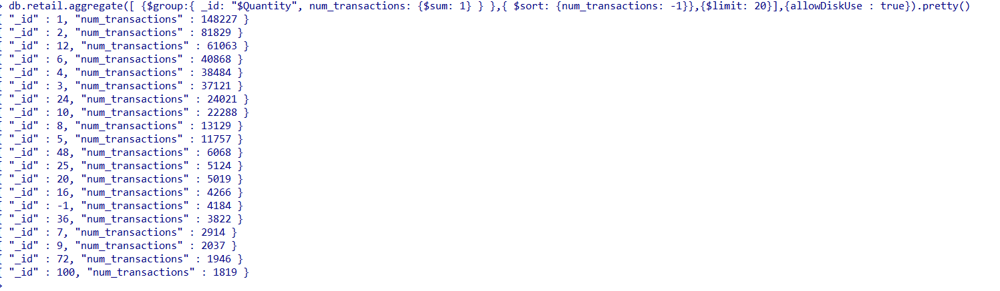 > db.retail.aggregate([ {$group:{ _id: "$Quantity", num_transactions: {$sum: 1} } },{ $sort: {num_transactions: -1}},{$limit: 20}],{allowDiskUse : true}).pretty()
{ "_id" : 1, "num_transactions" : 148227 }
{ "_id" : 2, "num_transactions" : 81829 }
{ "_id" : 12, "num_transactions" : 61063 }
{ "_id" : 6, "num_transactions" : 40868 }
{ "_id" : 4, "num_transactions" : 38484 }
{ "_id" : 3, "num_transactions" : 37121 }
{ "_id" : 24, "num_transactions" : 24021 }
{ "_id" : 10, "num_transactions" : 22288 }
{ "_id" : 8, "num_transactions" : 13129 }
{ "_id" : 5, "num_transactions" : 11757 }
{ "_id" : 48, "num_transactions" : 6068 }
{ "_id" : 25, "num_transactions" : 5124 }
{ "_id" : 20, "num_transactions" : 5019 }
{ "_id" : 16, "num_transactions" : 4266 }
{ "_id" : -1, "num_transactions" : 4184 }
{ "_id" : 36, "num_transactions" : 3822 }
{ "_id" : 7, "num_transactions" : 2914 }
{ "_id" : 9, "num_transactions" : 2037 }
{ "_id" : 72, "num_transactions" : 1946 }
{ "_id" : 100, "num_transactions" : 1819 }
>